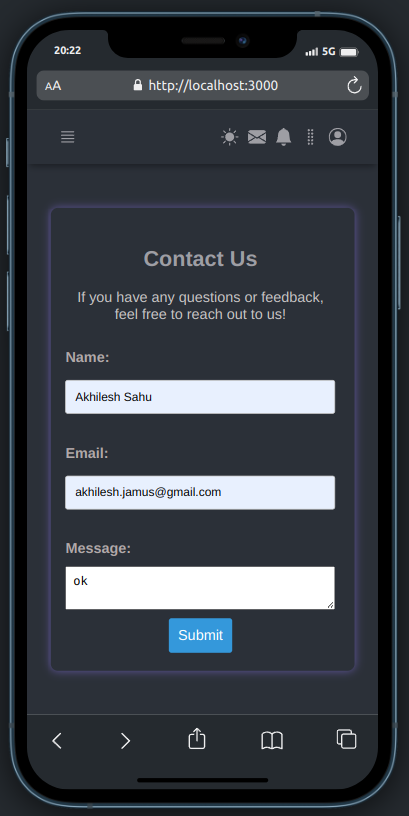 20:22
5G
AA
http://localhost:3000
Contact Us
If you have any questions or feedback,
feel free to reach out to us!
Name:
Akhilesh Sahu
Email:
akhilesh.jamus@gmail.com
Message:
ok
Submit